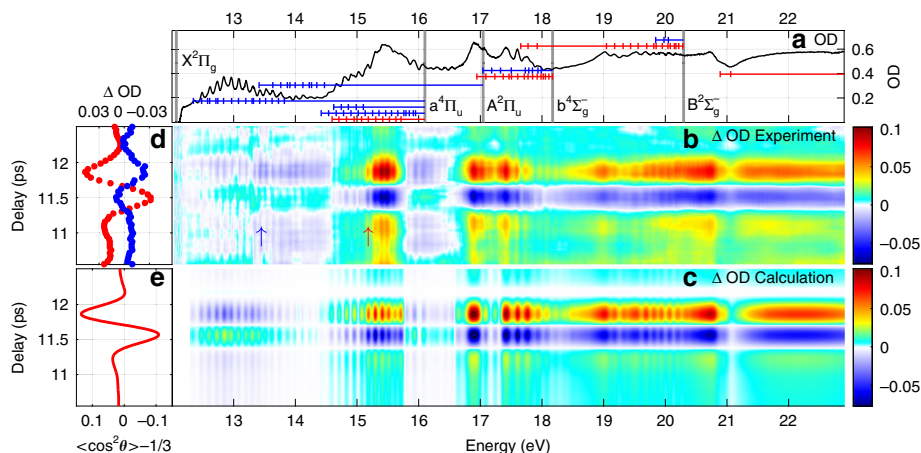 13 14 15 16 17 18 19 20 21 22
a OD
X²Πg
a⁴Πu
A²Πu
b⁴Σg⁻
B²Σg⁻
0.6
0.4
0.2
OD
Δ OD
0.03 0 −0.03
d
12
11.5
11
Delay (ps)
b Δ OD Experiment
0.1
0.05
0
−0.05
e
12
11.5
11
Delay (ps)
c Δ OD Calculation
0.1
0.05
0
−0.05
0.1 0 −0.1
<cos²θ>−1/3
13 14 15 16 17 18 19 20 21 22
Energy (eV)